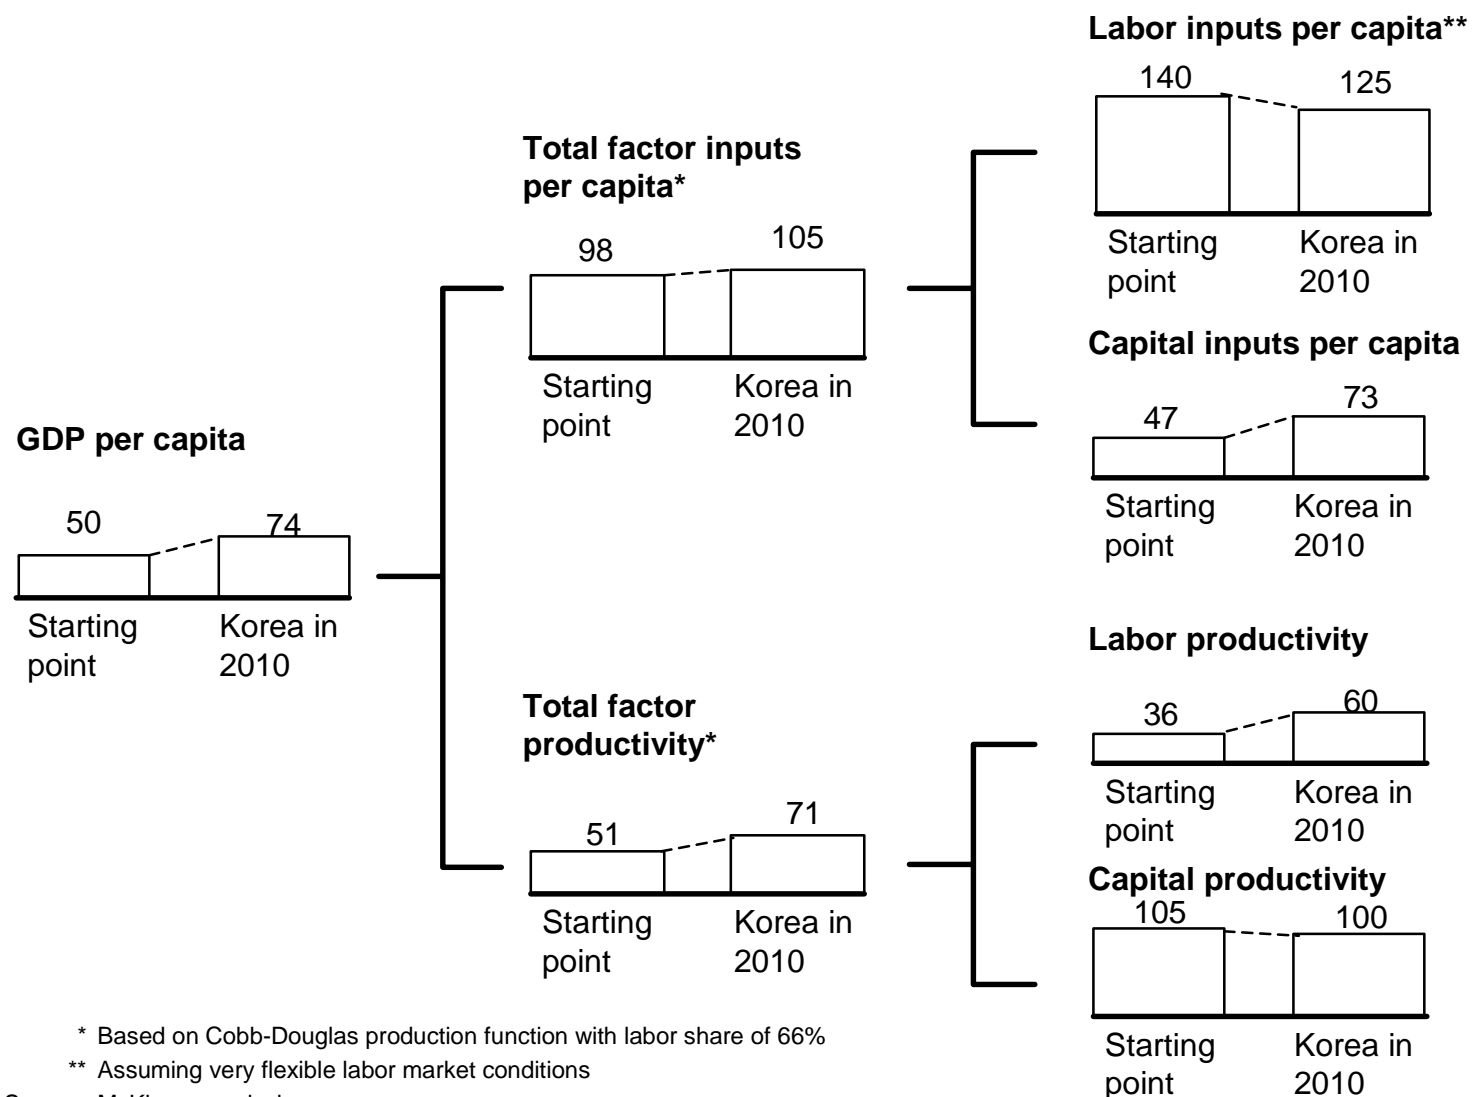 GDP per capita
50
74
Starting
point
Korea in
2010
Total factor inputs
per capita*
98
105
Starting
point
Korea in
2010
Total factor
productivity*
51
71
Starting
point
Korea in
2010
Labor inputs per capita**
140
125
Starting
point
Korea in
2010
Capital inputs per capita
47
73
Starting
point
Korea in
2010
Labor productivity
36
60
Starting
point
Korea in
2010
Capital productivity
105
100
Starting
point
Korea in
2010
* Based on Cobb-Douglas production function with labor share of 66%
** Assuming very flexible labor market conditions